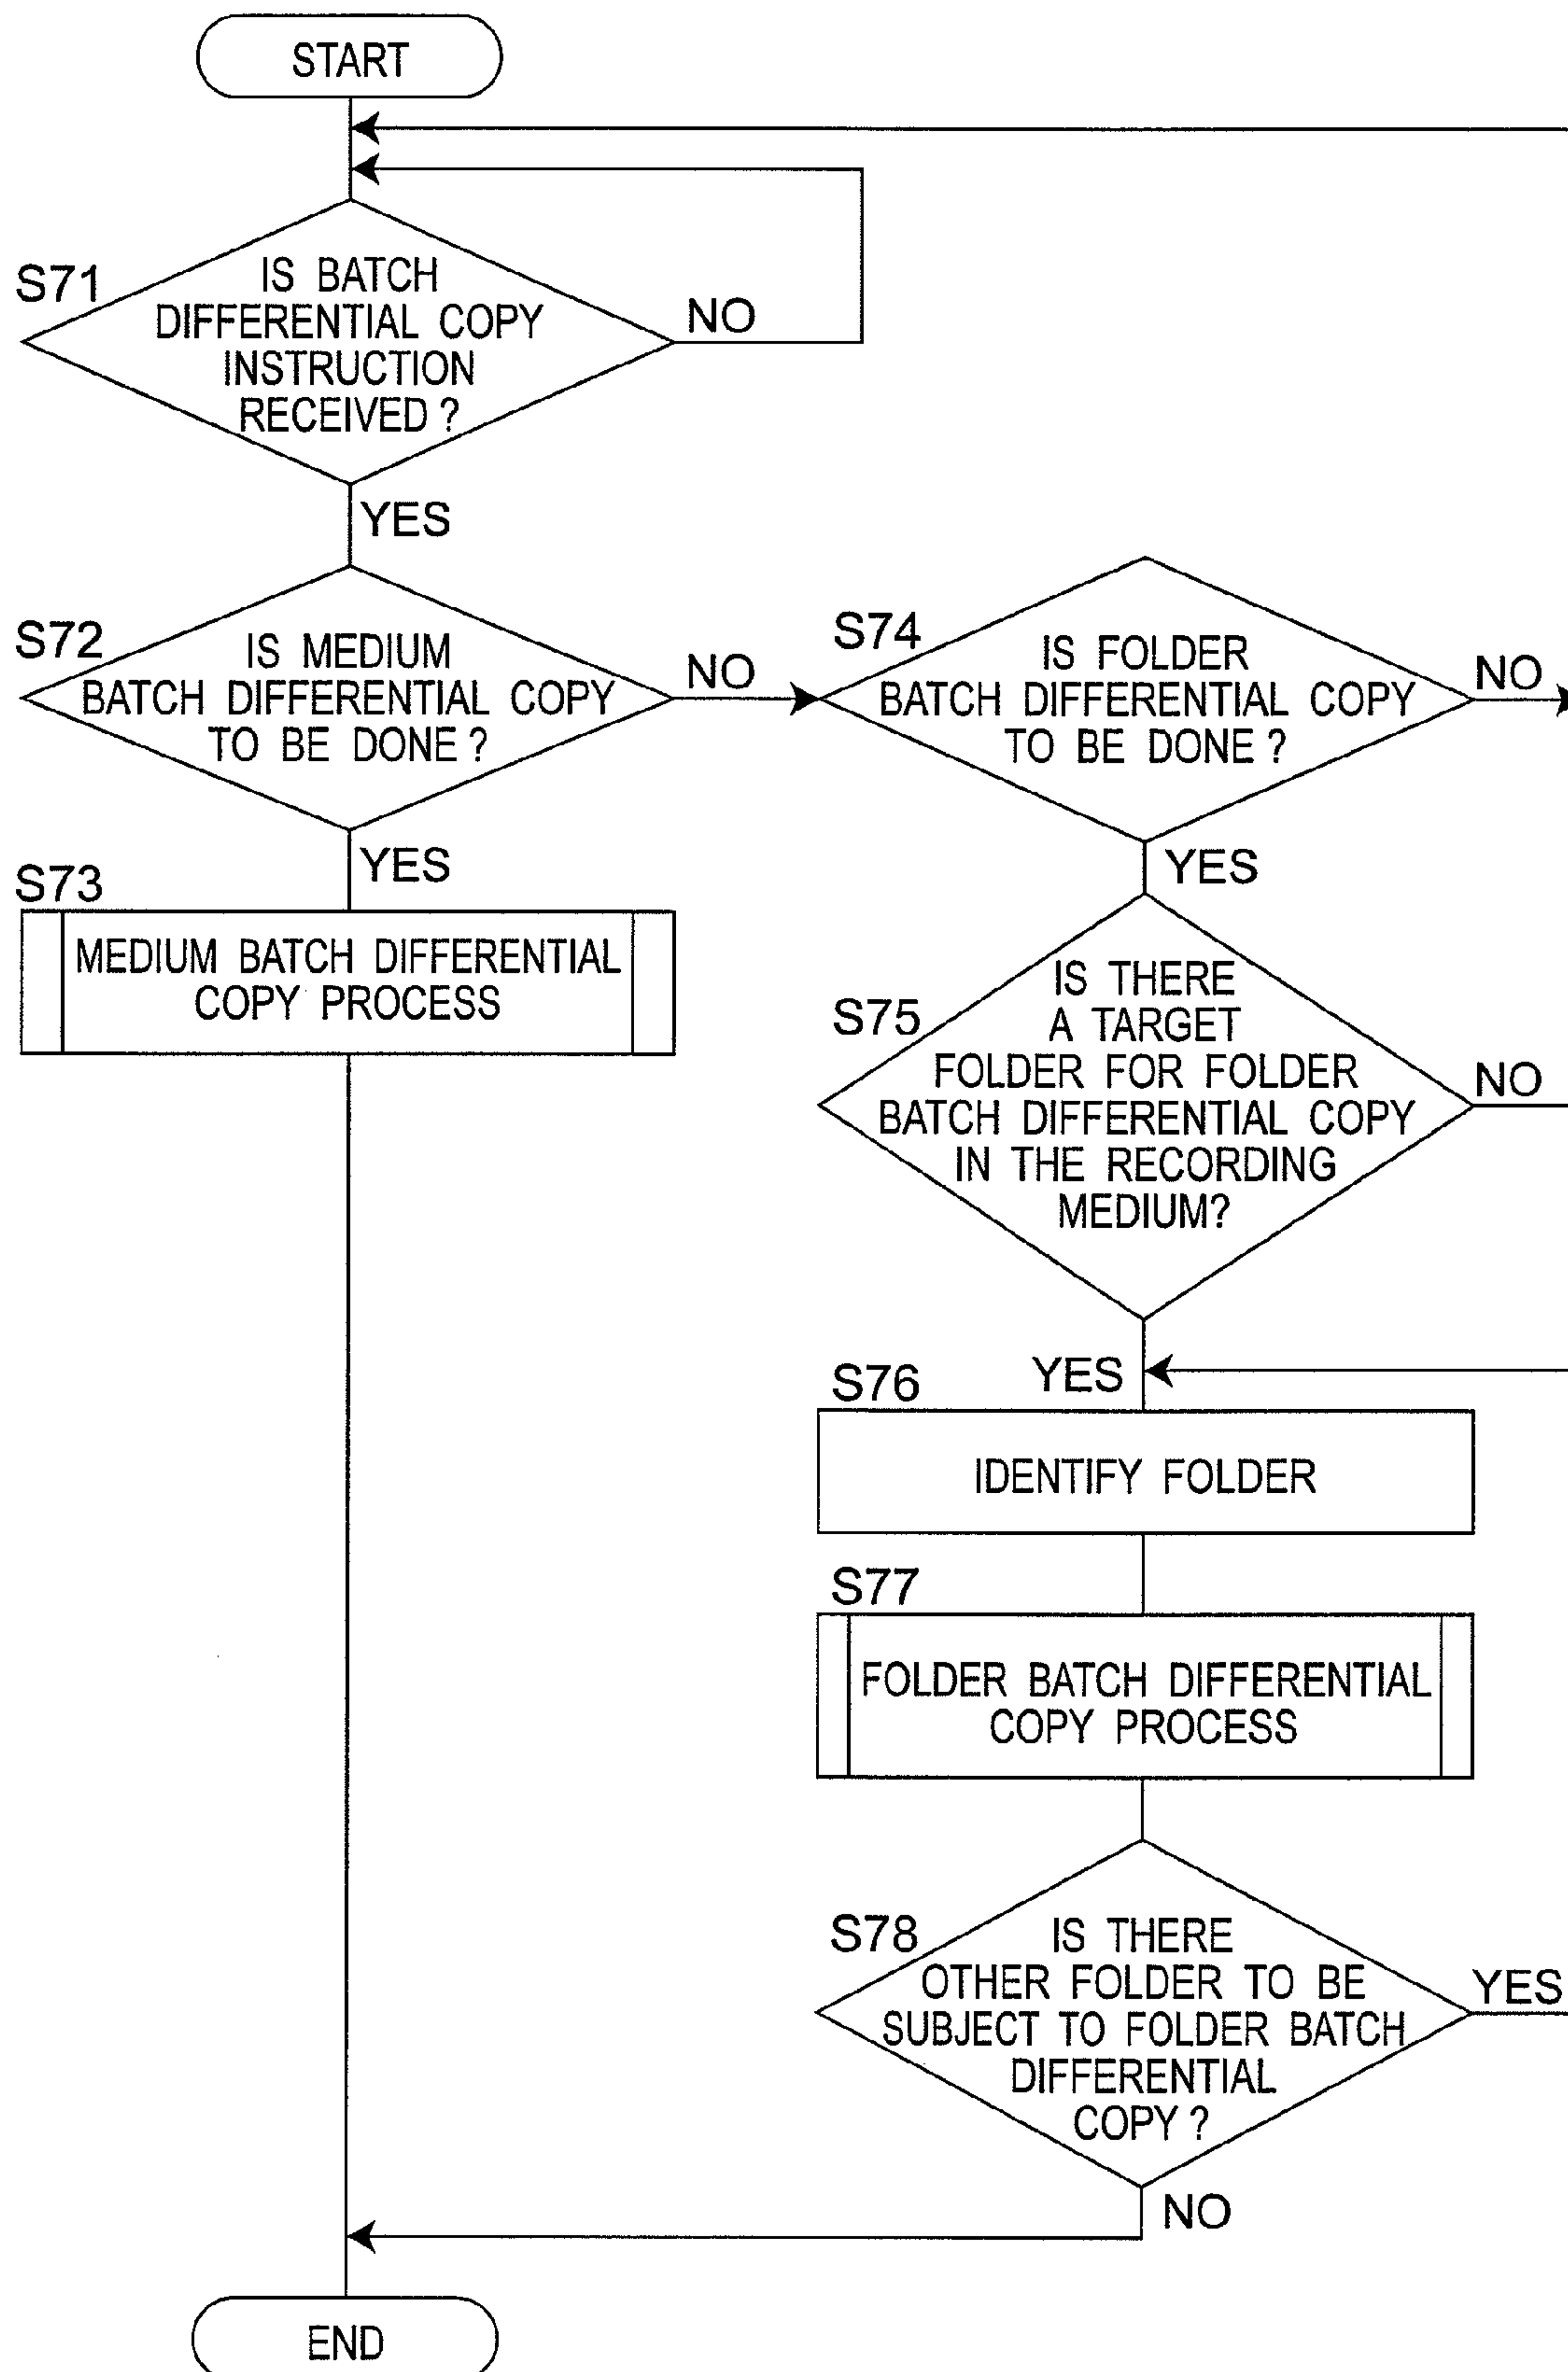 START
S71
IS BATCH
DIFFERENTIAL COPY
INSTRUCTION
RECEIVED ?
NO
YES
S72
IS MEDIUM
BATCH DIFFERENTIAL COPY
TO BE DONE ?
NO
YES
S73
MEDIUM BATCH DIFFERENTIAL
COPY PROCESS
S74
IS FOLDER
BATCH DIFFERENTIAL COPY
TO BE DONE ?
NO
YES
S75
IS THERE
A TARGET
FOLDER FOR FOLDER
BATCH DIFFERENTIAL COPY
IN THE RECORDING
MEDIUM?
NO
YES
S76
IDENTIFY FOLDER
S77
FOLDER BATCH DIFFERENTIAL
COPY PROCESS
S78
IS THERE
OTHER FOLDER TO BE
SUBJECT TO FOLDER BATCH
DIFFERENTIAL
COPY ?
YES
NO
END